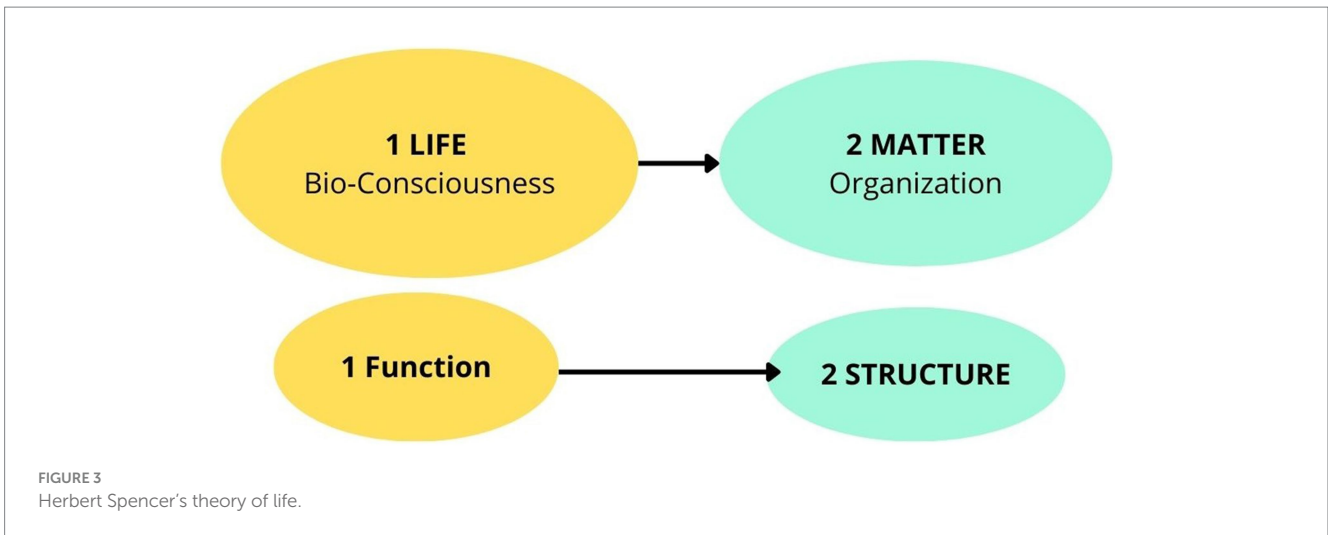 1 LIFE
Bio-Consciousness
2 MATTER
Organization
1 Function
2 STRUCTURE
FIGURE 3
Herbert Spencer’s theory of life.